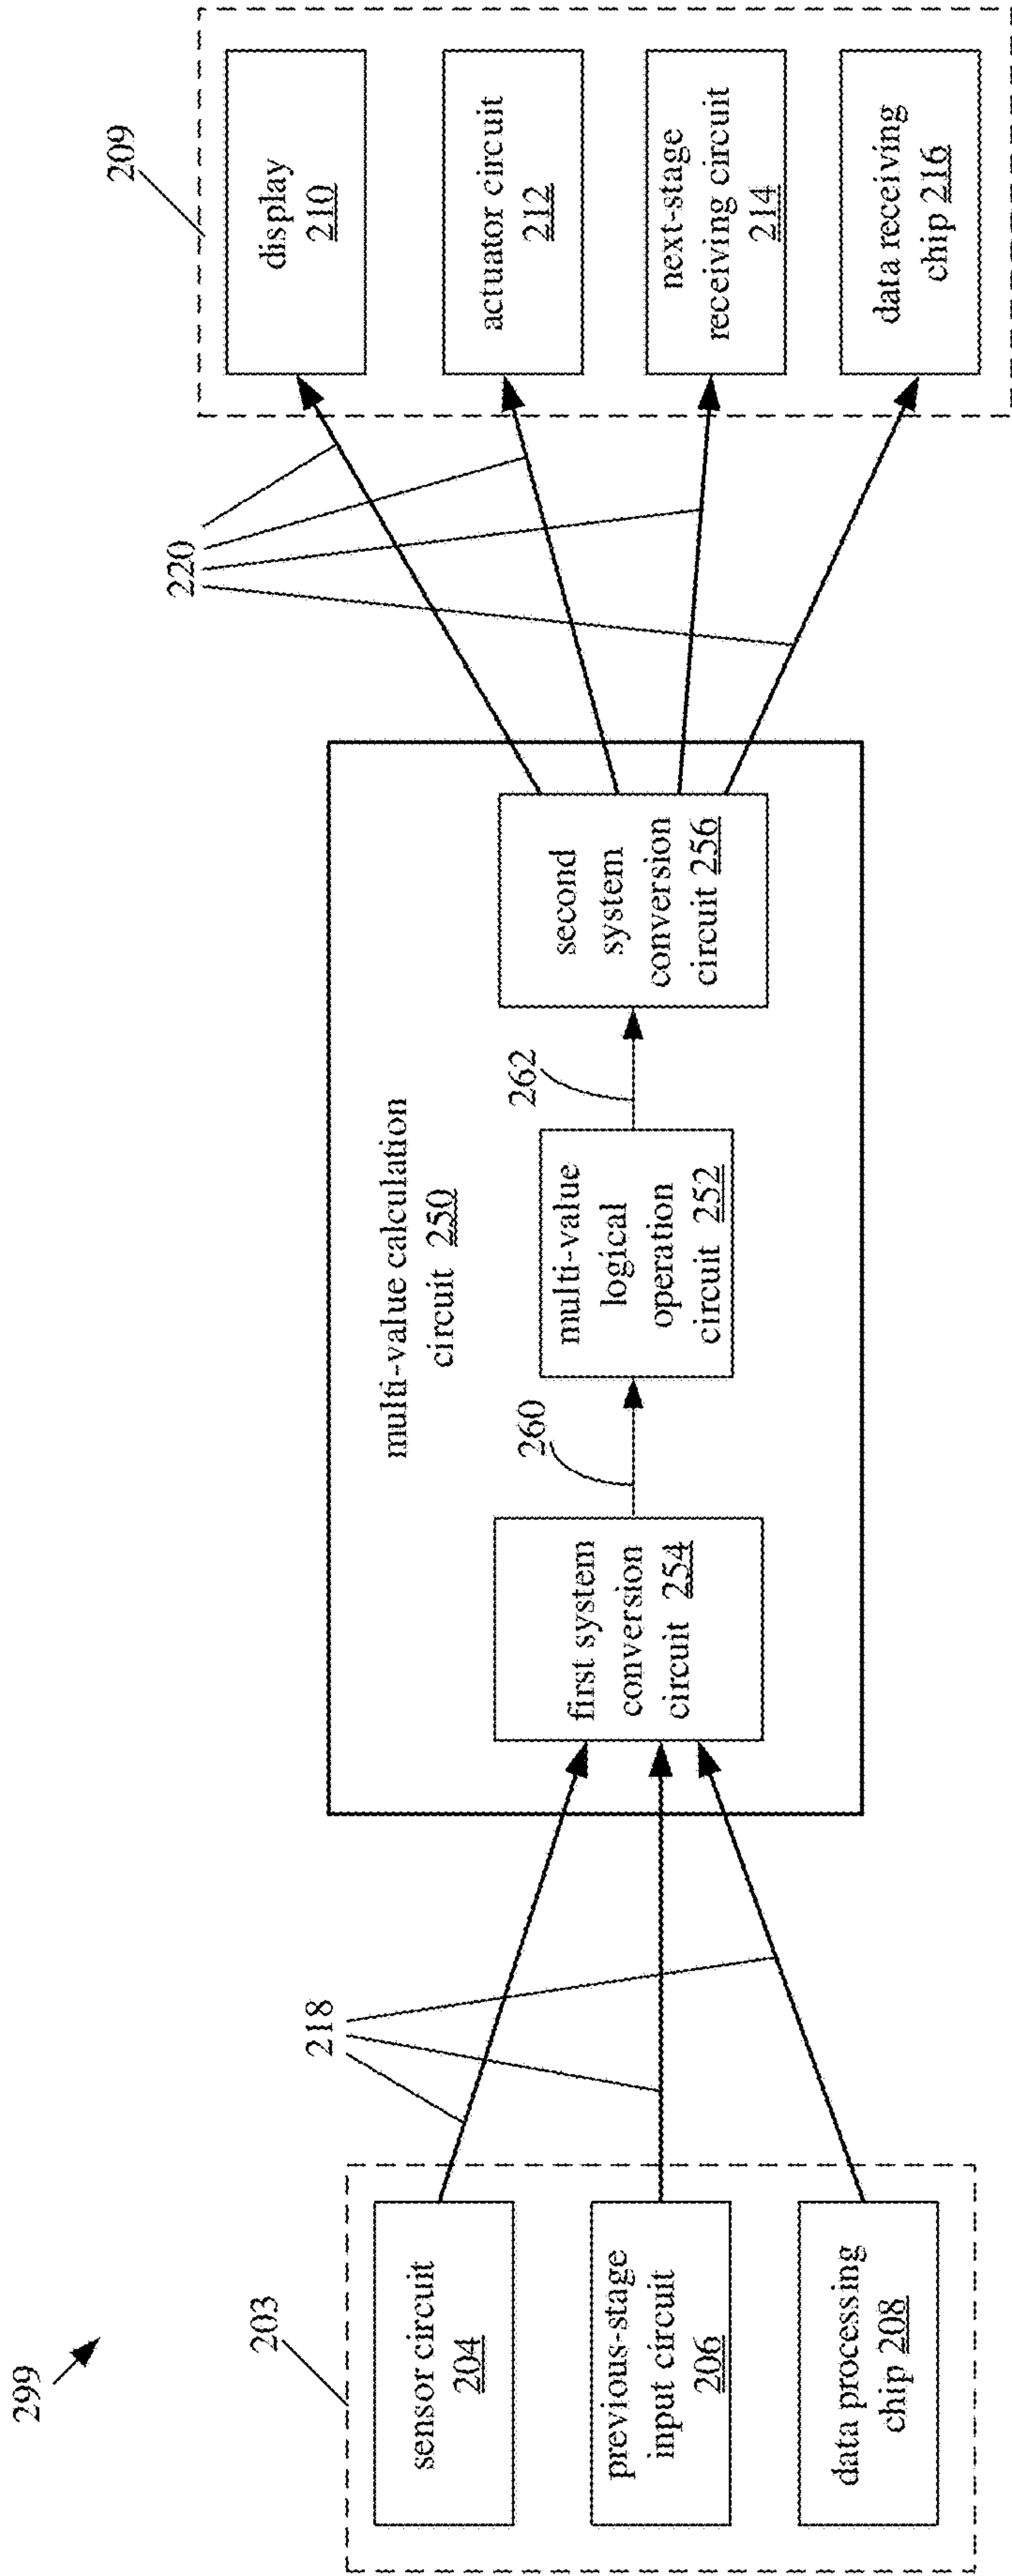 299
203
sensor circuit
204
previous-stage
input circuit
206
data processing
chip 208
218
multi-value calculation
circuit 250
first system
conversion
circuit 254
260
multi-value
logical
operation
circuit 252
262
second
system
conversion
circuit 256
220
209
display
210
actuator circuit
212
next-stage
receiving circuit
214
data receiving
chip 216